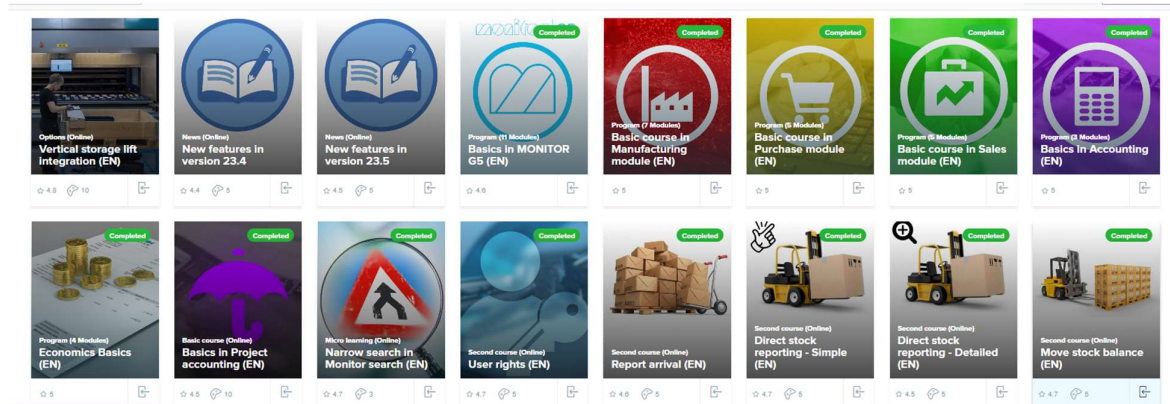 Options (Online)
Vertical storage lift
integration (EN)
4.8 10
News (Online)
New features in
version 23.4
4.4 5
News (Online)
New features in
version 23.5
4.5 5
Completed
Program (11 Modules)
Basics in MONITOR
G5 (EN)
4.6
Completed
Program (7 Modules)
Basic course in
Manufacturing
module (EN)
5
Completed
Program (5 Modules)
Basic course in
Purchase module
(EN)
5
Completed
Program (5 Modules)
Basic course in Sales
module (EN)
5
Completed
Program (3 Modules)
Basics in Accounting
(EN)
5
Completed
Program (4 Modules)
Economics Basics
(EN)
5
Completed
Basic course (Online)
Basics in Project
accounting (EN)
4.5 10
Completed
Micro learning (Online)
Narrow search in
Monitor search (EN)
4.7 3
Completed
Second course (Online)
User rights (EN)
4.7 5
Completed
Second course (Online)
Report arrival (EN)
4.6 5
Completed
Second course (Online)
Direct stock
reporting - Simple
(EN)
4.7 5
Completed
Second course (Online)
Direct stock
reporting - Detailed
(EN)
4.5 5
Completed
Second course (Online)
Move stock balance
(EN)
4.7 5